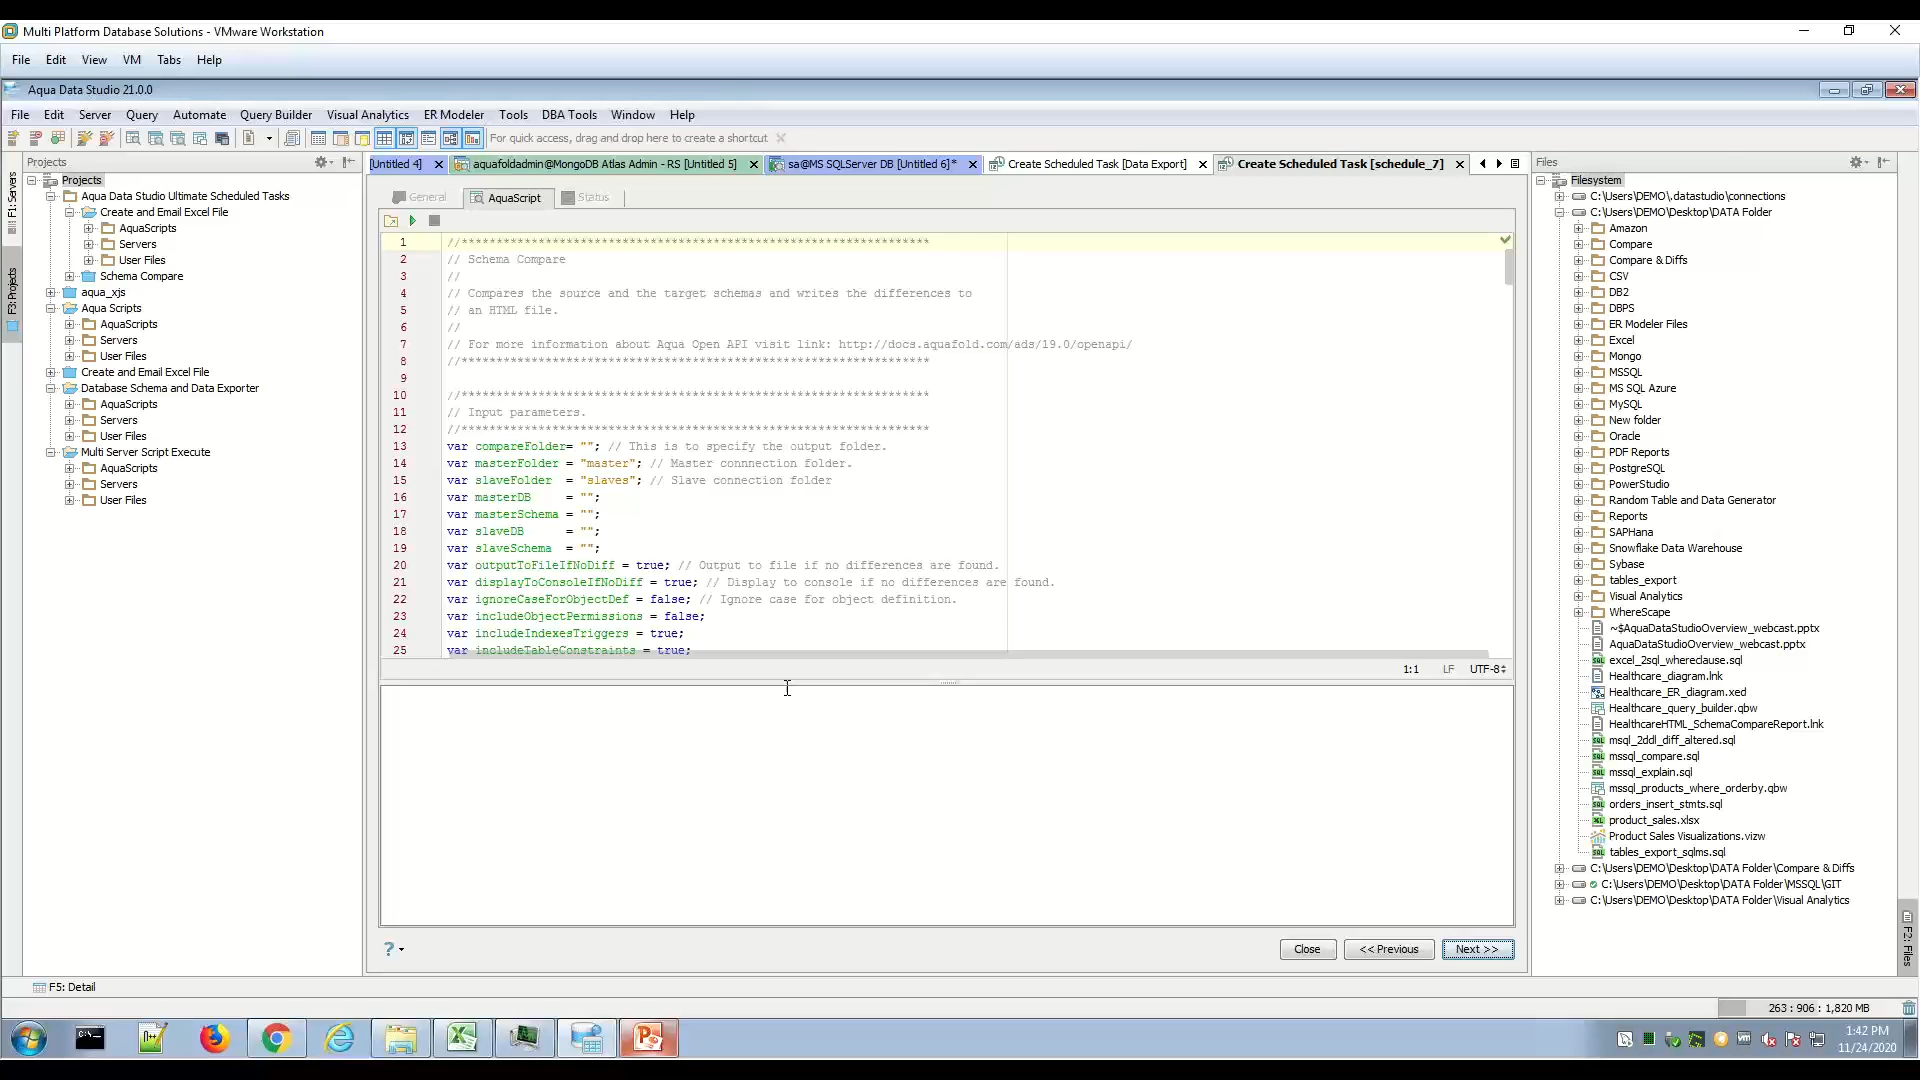 Multi Platform Database Solutions - VMware Workstation
File Edit View VM Tabs Help
Aqua Data Studio 21.0.0
File Edit Server Query Automate Query Builder Visual Analytics ER Modeler Tools DBA Tools Window Help
For quick access, drag and drop here to create a shortcut
Projects
F1: Servers
F3: Projects
Projects
Aqua Data Studio Ultimate Scheduled Tasks
Create and Email Excel File
AquaScripts
Servers
User Files
Schema Compare
aqua_xjs
Aqua Scripts
AquaScripts
Servers
User Files
Create and Email Excel File
Database Schema and Data Exporter
AquaScripts
Servers
User Files
Multi Server Script Execute
AquaScripts
Servers
User Files
[Untitled 4] aquafoldadmin@MongoDB Atlas Admin - RS [Untitled 5] sa@MS SQLServer DB [Untitled 6]* Create Scheduled Task [Data Export] Create Scheduled Task [schedule_7]
General AquaScript Status
1 //*******************************************************************
2 // Schema Compare
3 //
4 // Compares the source and the target schemas and writes the differences to
5 // an HTML file.
6 //
7 // For more information about Aqua Open API visit link: http://docs.aquafold.com/ads/19.0/openapi/
8 //*******************************************************************
9
10 //*******************************************************************
11 // Input parameters.
12 //*******************************************************************
13 var compareFolder= ""; // This is to specify the output folder.
14 var masterFolder = "master"; // Master connnection folder.
15 var slaveFolder = "slaves"; // Slave connection folder
16 var masterDB = "";
17 var masterSchema = "";
18 var slaveDB = "";
19 var slaveSchema = "";
20 var outputToFileIfNoDiff = true; // Output to file if no differences are found.
21 var displayToConsoleIfNoDiff = true; // Display to console if no differences are found.
22 var ignoreCaseForObjectDef = false; // Ignore case for object definition.
23 var includeObjectPermissions = false;
24 var includeIndexesTriggers = true;
25 var includeTableConstraints = true;
1:1 LF UTF-8
? Close << Previous Next >>
Files
Filesystem
C:\Users\DEMO\.datastudio\connections
C:\Users\DEMO\Desktop\DATA Folder
Amazon
Compare
Compare & Diffs
CSV
DB2
DBPS
ER Modeler Files
Excel
Mongo
MSSQL
MS SQL Azure
MySQL
New folder
Oracle
PDF Reports
PostgreSQL
PowerStudio
Random Table and Data Generator
Reports
SAPHana
Snowflake Data Warehouse
Sybase
tables_export
Visual Analytics
WhereScape
~$AquaDataStudioOverview_webcast.pptx
AquaDataStudioOverview_webcast.pptx
excel_2sql_whereclause.sql
Healthcare_diagram.lnk
Healthcare_ER_diagram.xed
Healthcare_query_builder.qbw
HealthcareHTML_SchemaCompareReport.lnk
msql_2ddl_diff_altered.sql
mssql_compare.sql
mssql_explain.sql
mssql_products_where_orderby.qbw
orders_insert_stmts.sql
product_sales.xlsx
Product Sales Visualizations.vizw
tables_export_sqlms.sql
C:\Users\DEMO\Desktop\DATA Folder\Compare & Diffs
C:\Users\DEMO\Desktop\DATA Folder\MSSQL\GIT
C:\Users\DEMO\Desktop\DATA Folder\Visual Analytics
F2: Files
F5: Detail
263 : 906 : 1,820 MB
1:42 PM
11/24/2020